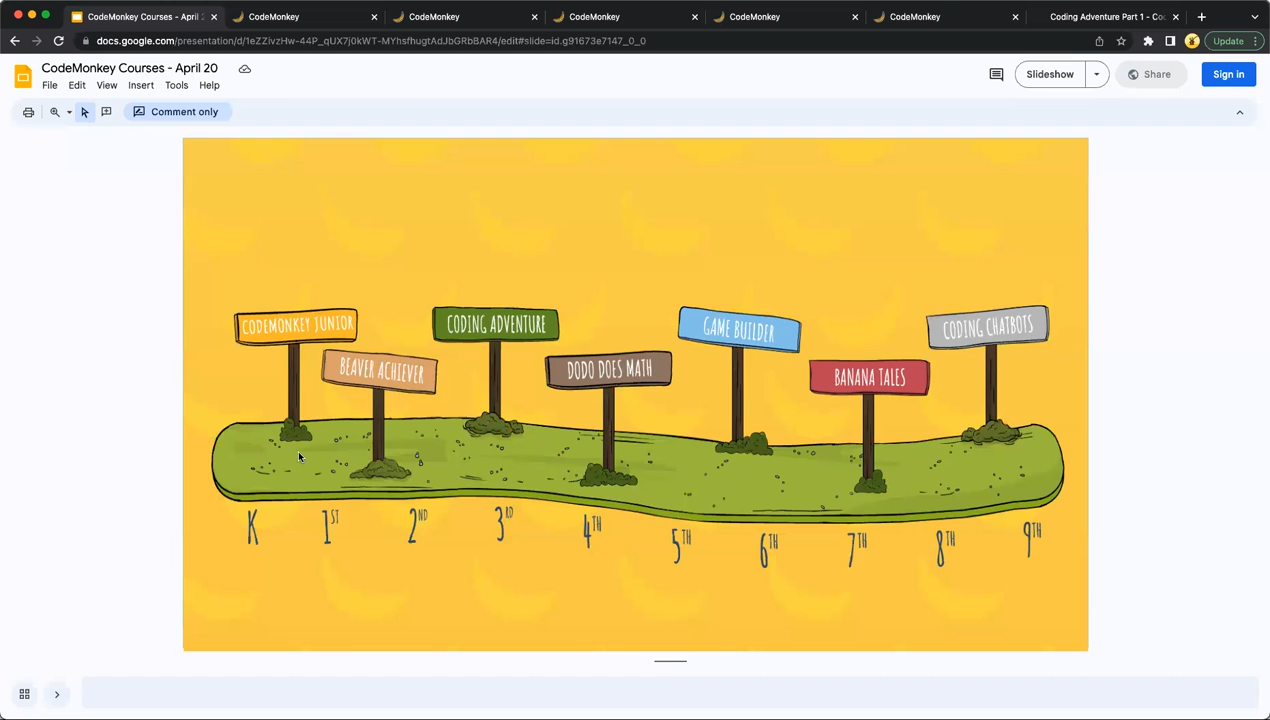 CodeMonkey Courses - April 2
CodeMonkey
CodeMonkey
CodeMonkey
CodeMonkey
CodeMonkey
Coding Adventure Part 1 - Co
docs.google.com/presentation/d/1eZZivzHw-44P_qUX7j0kWT-MYhsfhugtAdJbGRbBAR4/edit#slide=id.g91673e7147_0_0
Update
CodeMonkey Courses - April 20
File Edit View Insert Tools Help
Slideshow
Share
Sign in
Comment only
CODEMONKEY JUNIOR
BEAVER ACHIEVER
CODING ADVENTURE
DODO DOES MATH
GAME BUILDER
BANANA TALES
CODING CHATBOTS
K 1ST 2ND 3RD 4TH 5TH 6TH 7TH 8TH 9TH